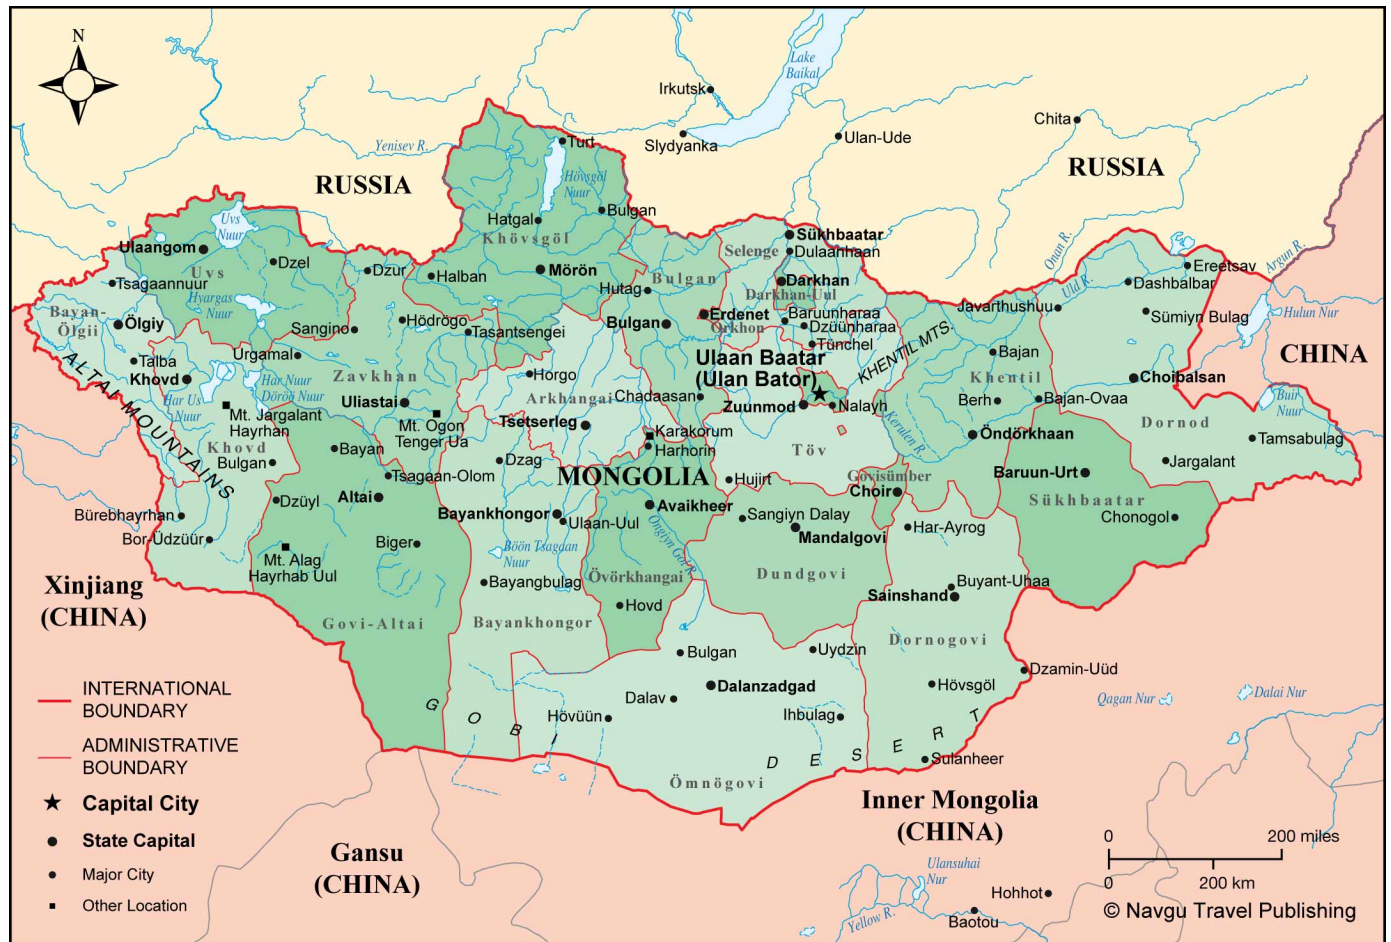 N
Irkutsk
Lake
Baikal
Slydyanka
Ulan-Ude
Chita
Yenisev R.
RUSSIA
RUSSIA
Turt
Hövsgöl
Nuur
Hatgal
Bulgan
Khövsgöl
Mörön
Halban
Uvs
Nuur
Ulaangom
Uvs
Dzel
Dzur
Tsagaannuur
Hyargas
Nuur
Bayan-
Ölgii
Ölgiy
Sangino
Hödrögo
Tasantsengei
Talba
Urgamal
Khovd
Har Us
Nuur
Har Nuur
Döröö Nuur
Zavkhan
Uliastai
Mt. Jargalant
Hayrhan
Mt. Ogon
Tenger Ua
ALTAI MOUNTAINS
Khovd
Bulgan
Bayan
Tsagaan-Olom
Dzüyl
Altai
Bürebhayrhan
Bor-Üdzüür
Mt. Alag
Hayrhab Uul
Biger
Govi-Altai
Selenge
Sükhbaatar
Dulaanhaan
Bulgan
Darkhan
Darkhan-Uul
Hutag
Erdenet
Orkhon
Bulgan
Baruunharaa
Dzüünharaa
Tünchel
Ulaan Baatar
(Ulan Bator)
KHENTIL MTS.
Zuunmod
Nalayh
Horgo
Arkhangai
Chadaasan
Tsetserleg
Karakorum
Harhorin
Dzag
MONGOLIA
Töv
Hujirt
Bayankhongor
Ulaan-Uul
Avaikheer
Ongiyn Gol R.
Böön Tsagaan
Nuur
Bayangbulag
Övörkhangai
Hovd
Bayankhongor
Sangiyn Dalay
Mandalgovi
Dundgovi
Govisümber
Choir
Har-Ayrog
Buyant-Uhaa
Sainshand
Dornogovi
Uydzin
Bulgan
Dalanzadgad
Dalav
Hövüün
Ihbulag
Ömnögovi
GOBI DESERT
Hövsgöl
Sulanheer
Dzamin-Uüd
Onan R.
Uld R.
Javarthushuu
Bajan
Khentil
Berh
Bajan-Ovaa
Kerulen R.
Öndörkhaan
Baruun-Urt
Sükhbaatar
Chonogol
Ereetsav
Argun R.
Dashbalbar
Sümiyn Bulag
Hulun Nur
CHINA
Choibalsan
Buir
Nuur
Dornod
Tamsabulag
Jargalant
Xinjiang
(CHINA)
Gansu
(CHINA)
Inner Mongolia
(CHINA)
Qagan Nur
Dalai Nur
Ulansuhai
Nur
Yellow R.
Hohhot
Baotou
INTERNATIONAL
BOUNDARY
ADMINISTRATIVE
BOUNDARY
Capital City
State Capital
Major City
Other Location
0 200 miles
0 200 km
© Navgu Travel Publishing